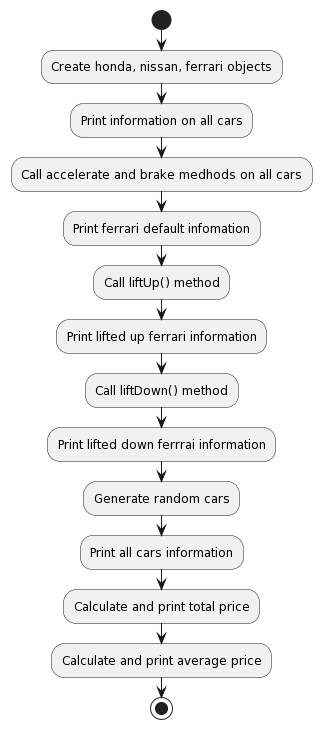 Create honda, nissan, ferrari objects
Print information on all cars
Call accelerate and brake medhods on all cars
Print ferrari default infomation
Call liftUp() method
Print lifted up ferrari information
Call liftDown() method
Print lifted down ferrrai information
Generate random cars
Print all cars information
Calculate and print total price
Calculate and print average price